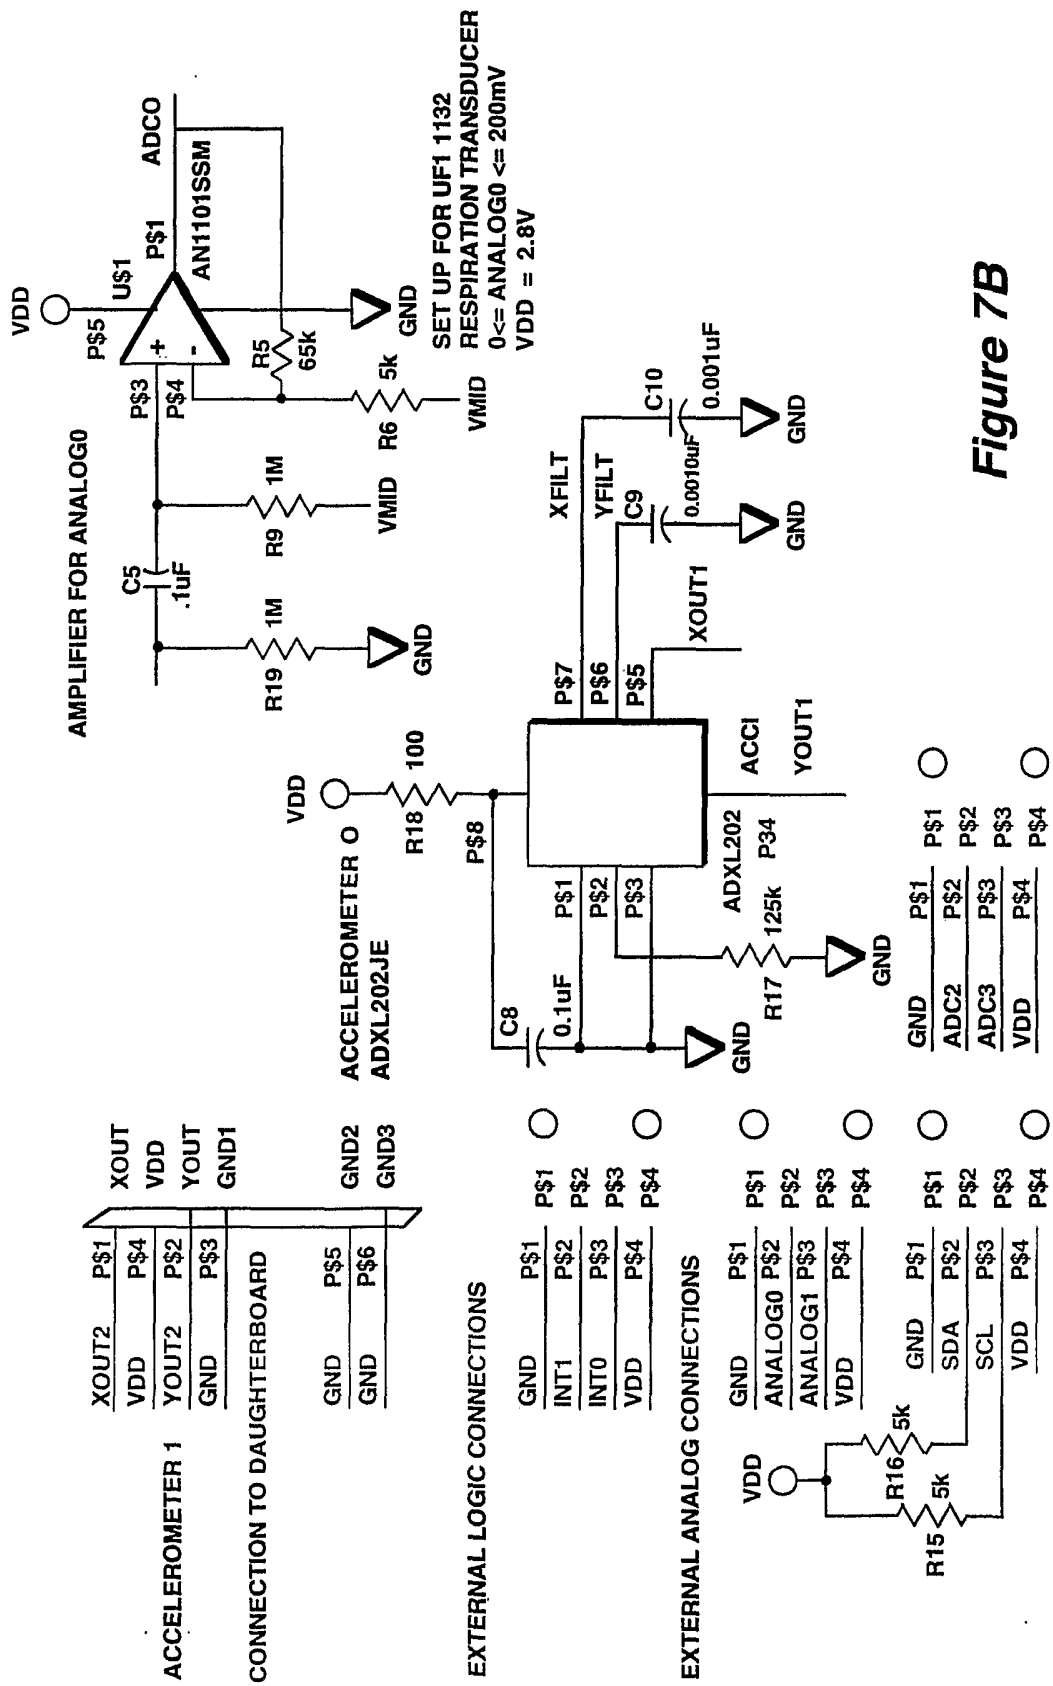 ACCELEROMETER 1
XOUT2 P$1 XOUT
VDD P$4 VDD
YOUT2 P$2 YOUT
GND P$3 GND1
CONNECTION TO DAUGHTERBOARD
GND P$5 GND2
GND P$6 GND3
EXTERNAL LOGIC CONNECTIONS
GND P$1 P$1
INT1 P$2 P$2
INT0 P$3 P$3
VDD P$4 P$4
EXTERNAL ANALOG CONNECTIONS
GND P$1 P$1
ANALOG0 P$2 P$2
ANALOG1 P$3 P$3
VDD P$4 P$4
VDD
R16 5k
R15 5k
GND P$1 P$1
SDA P$2 P$2
SCL P$3 P$3
VDD P$4 P$4
GND P$1 P$1
ADC2 P$2 P$2
ADC3 P$3 P$3
VDD P$4 P$4
ACCELEROMETER O
ADXL202JE
VDD
R18 100
P$8
C8
0.1uF
P$1
P$2
P$3
GND
ADXL202
P34
R17 125k
GND
ACCI
YOUT1
P$7
P$6
P$5
XOUT1
XFILT
YFILT
C9
0.0010uF
GND
C10
0.001uF
GND
AMPLIFIER FOR ANALOG0
R19 1M
GND
C5
.1uF
R9 1M
VMID
P$3
P$4
+
-
VDD
P$5
U$1
P$1
ADCO
AN1101SSM
R5
65k
R6 5k
VMID
GND
SET UP FOR UF1 1132
RESPIRATION TRANSDUCER
0<= ANALOG0 <= 200mV
VDD = 2.8V
Figure 7B